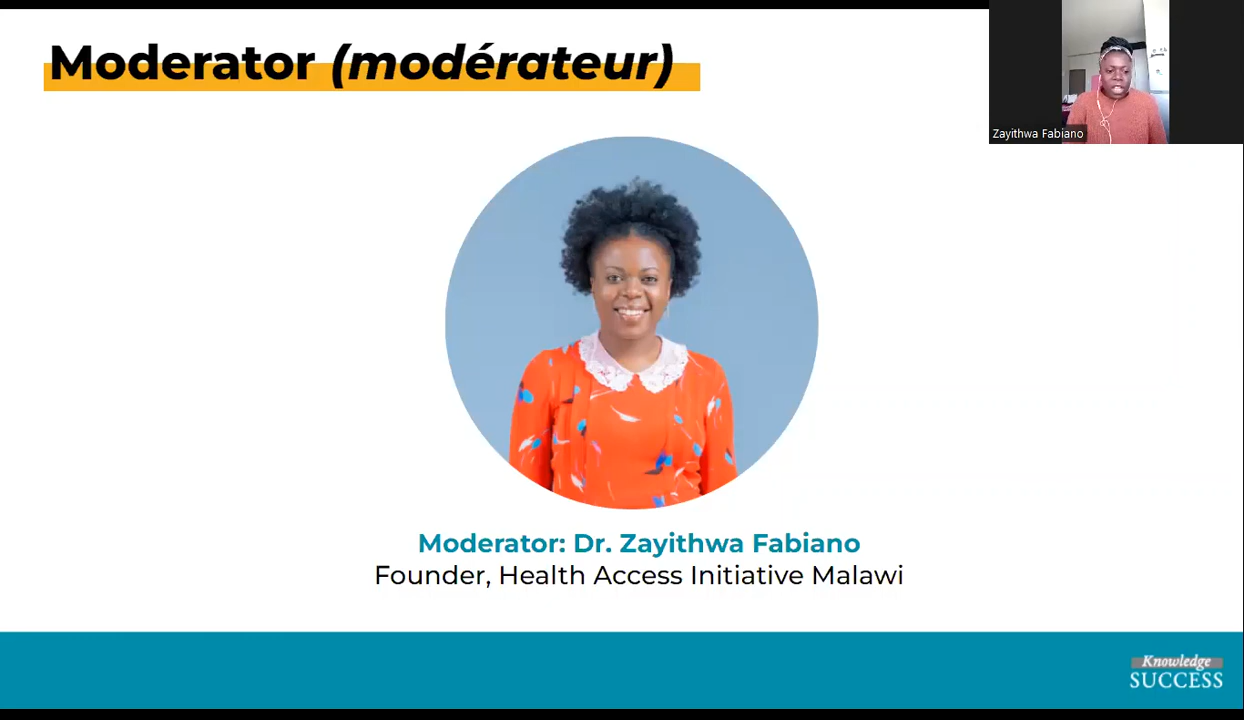 Moderator (modérateur)
Zayithwa Fabiano
Moderator: Dr. Zayithwa Fabiano
Founder, Health Access Initiative Malawi
Knowledge
SUCCESS